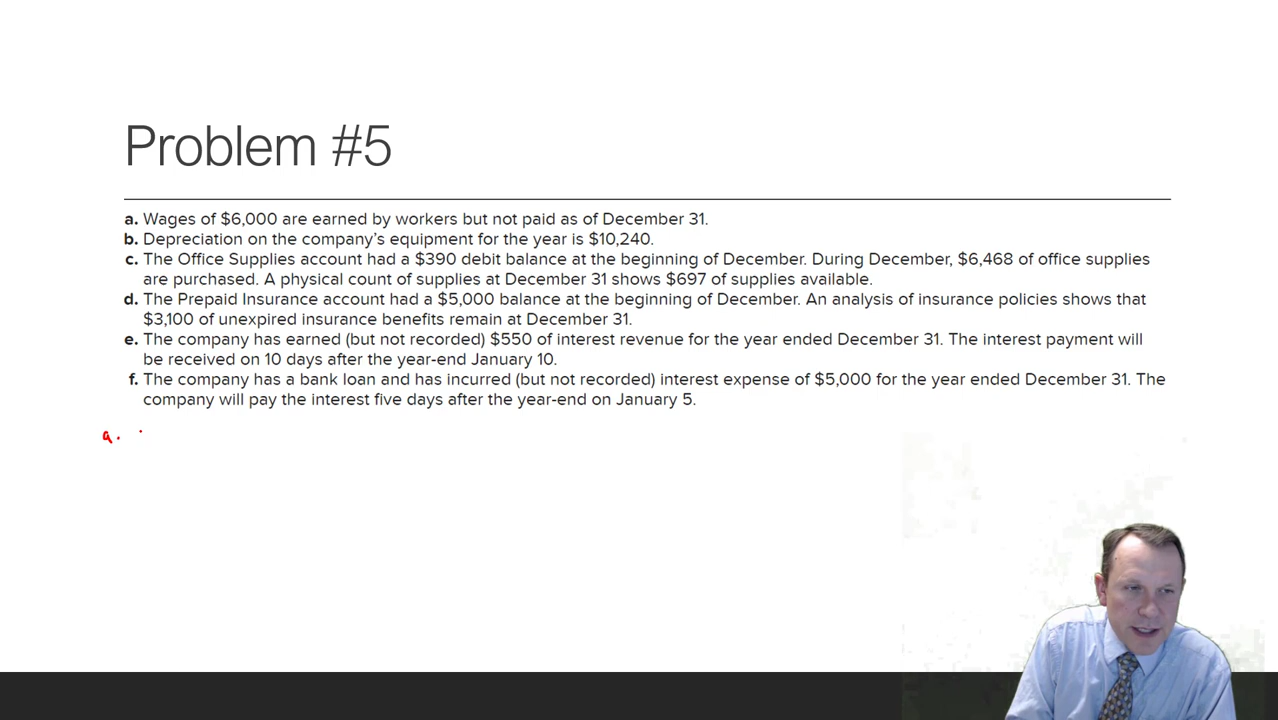 Problem #5
a. Wages of $6,000 are earned by workers but not paid as of December 31.
b. Depreciation on the company's equipment for the year is $10,240.
c. The Office Supplies account had a $390 debit balance at the beginning of December. During December, $6,468 of office supplies
are purchased. A physical count of supplies at December 31 shows $697 of supplies available.
d. The Prepaid Insurance account had a $5,000 balance at the beginning of December. An analysis of insurance policies shows that
$3,100 of unexpired insurance benefits remain at December 31.
e. The company has earned (but not recorded) $550 of interest revenue for the year ended December 31. The interest payment will
be received on 10 days after the year-end January 10.
f. The company has a bank loan and has incurred (but not recorded) interest expense of $5,000 for the year ended December 31. The
company will pay the interest five days after the year-end on January 5.
a.